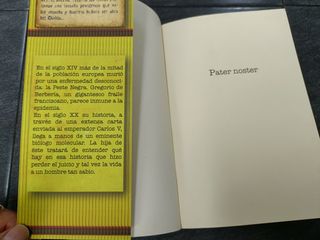 En el siglo XIV más de la mitad
de la población europea murió
por una enfermedad desconoci-
da: la Peste Negra. Gregorio de
Berbería, un gigantesco fraile
franciscano, parece inmune a la
epidemia.
En el siglo XX su historia, a
través de una extensa carta
enviada al emperador Carlos V,
llega a manos de un eminente
biólogo molecular. La hija de
éste tratará de entender qué
hay en esa historia que hizo
perder el juicio y tal vez la vida
a un hombre tan sabio.
Pater noster